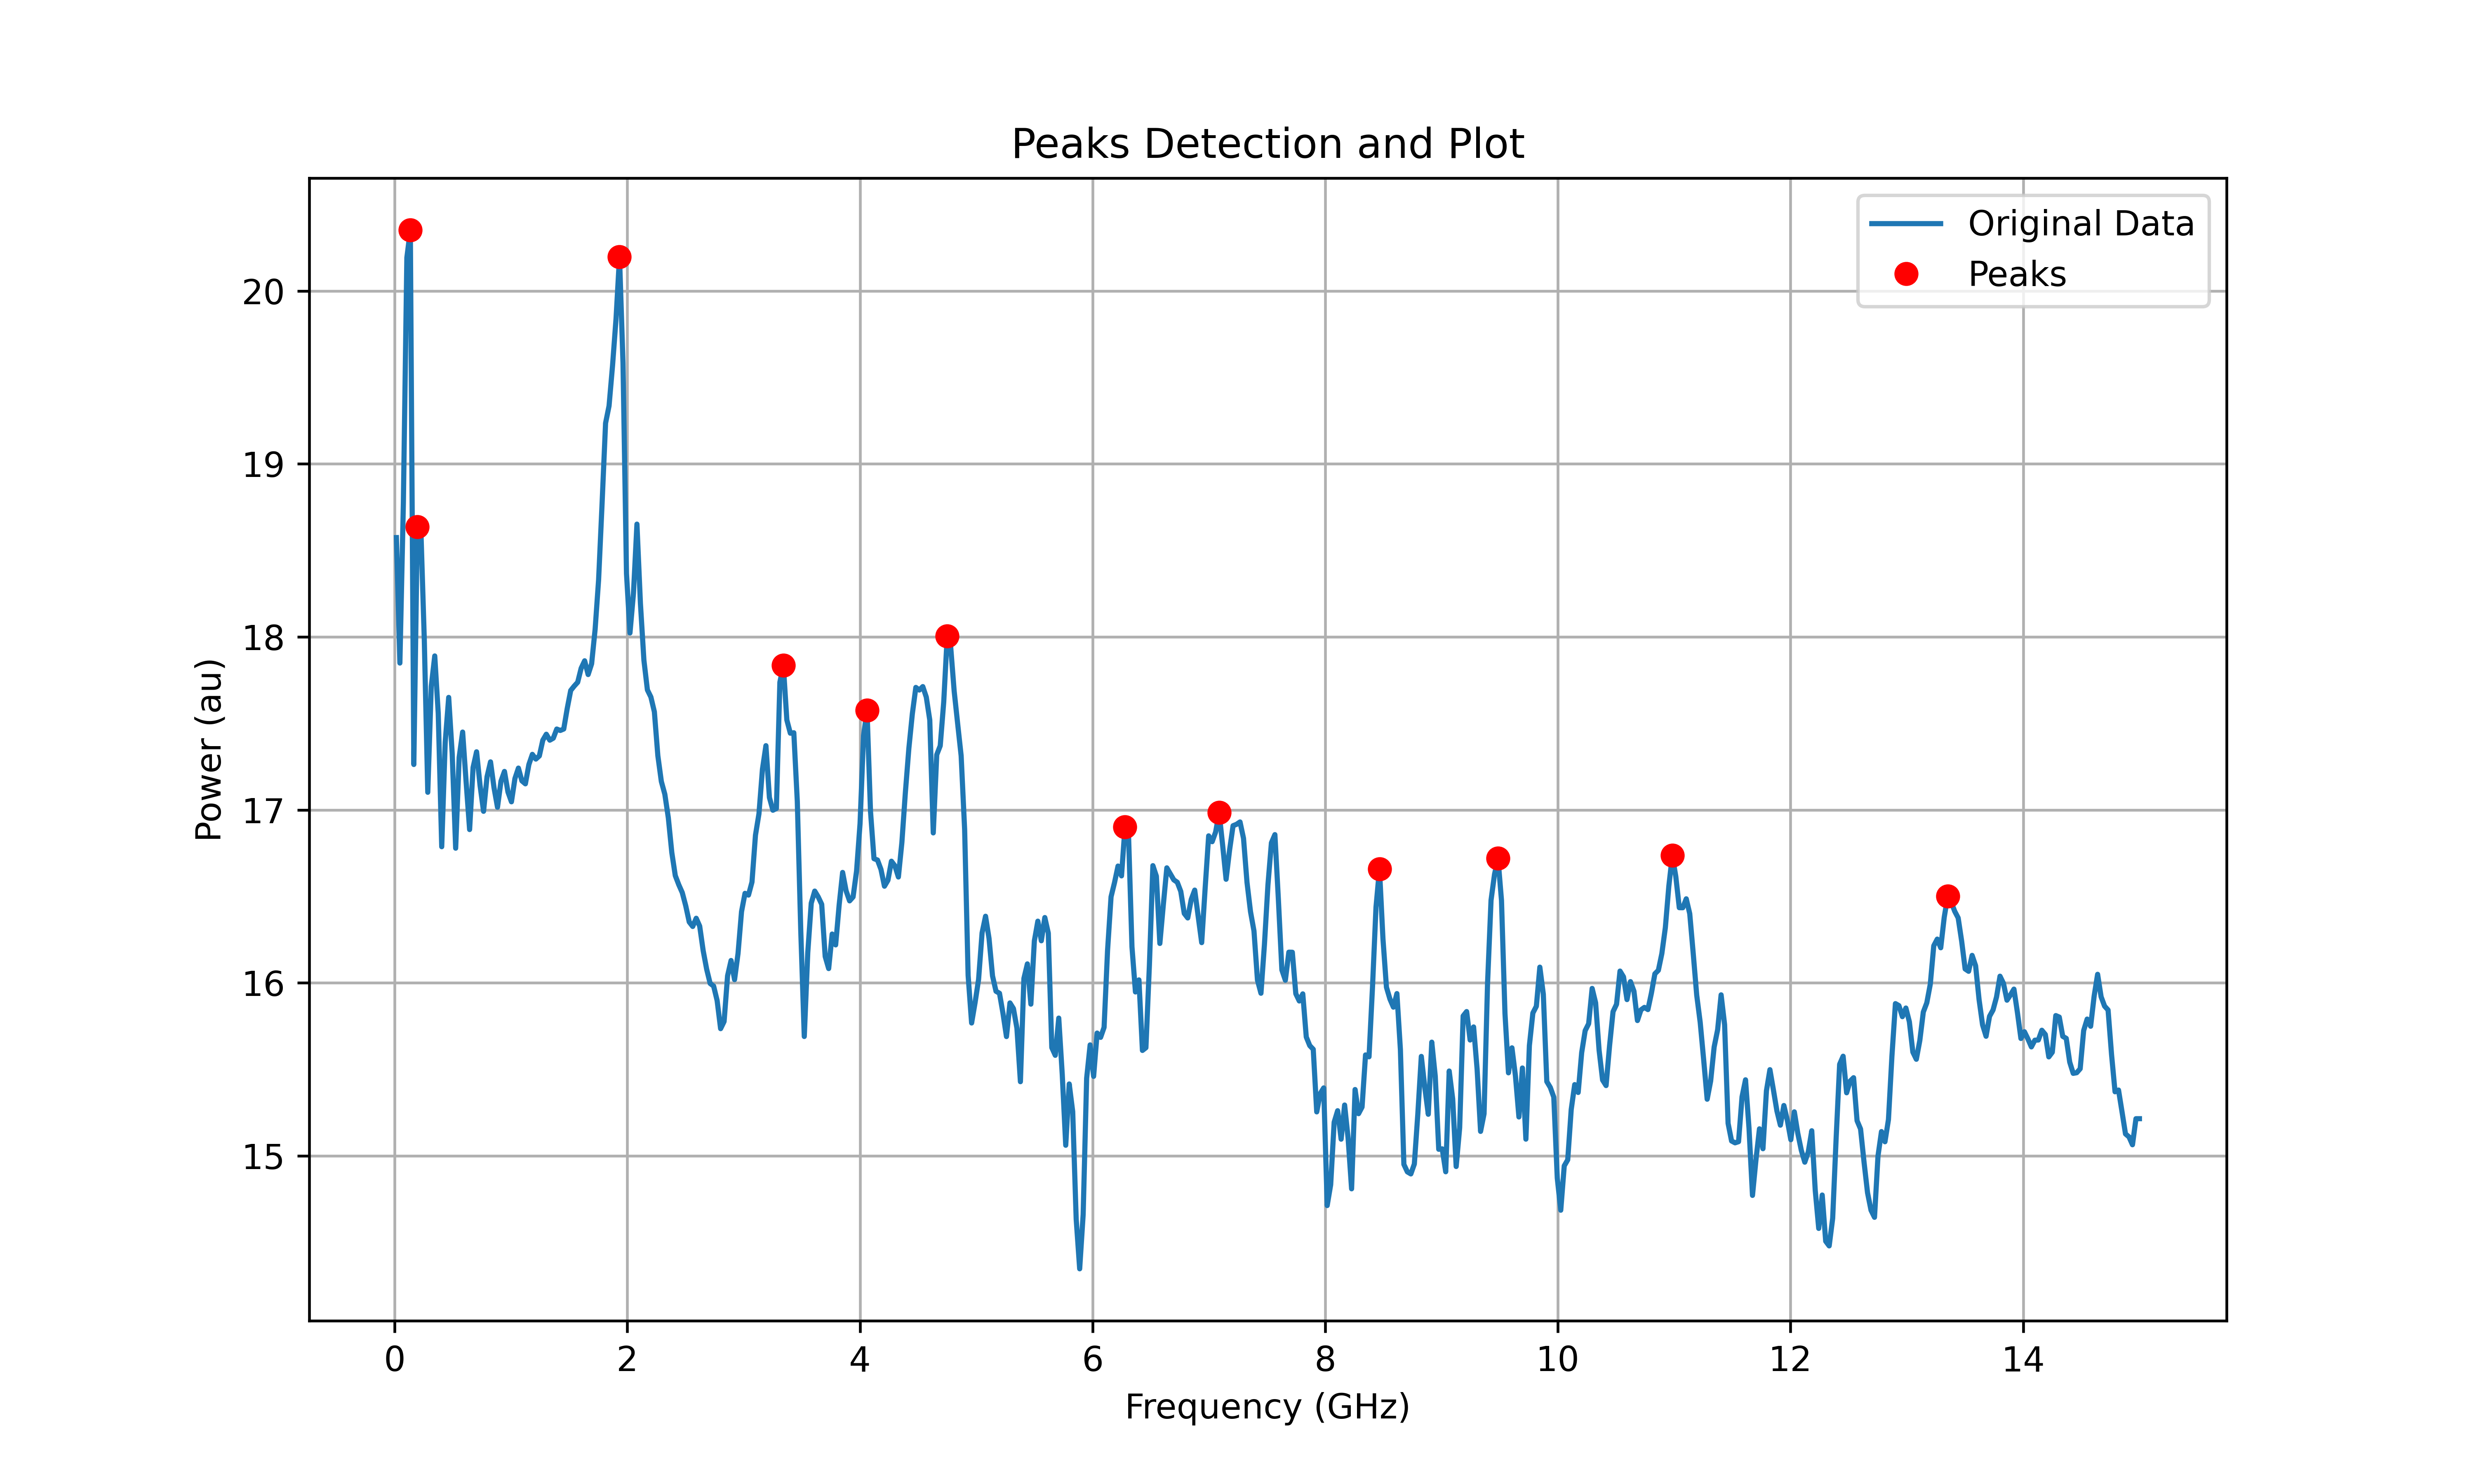 Peaks Detection and Plot
Original Data
Peaks
Power (au)
20
19
18
17
16
15
0 2 4 6 8 10 12 14
Frequency (GHz)